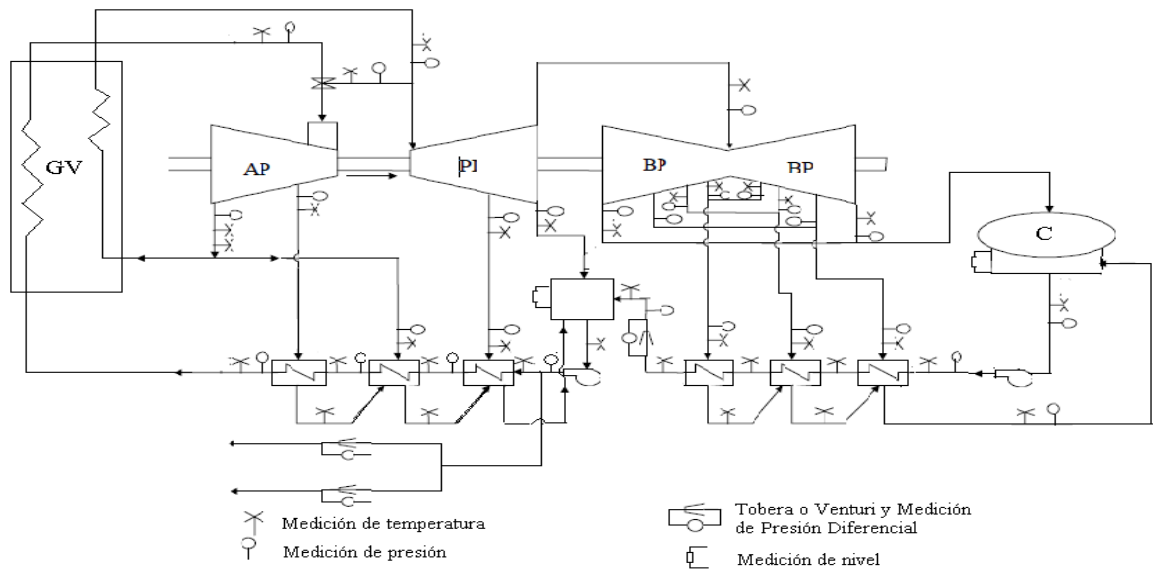 GV
AP
PI
BP
BP
C
Medición de temperatura
Medición de presión
Tobera o Venturi y Medición
de Presión Diferencial
Medición de nivel